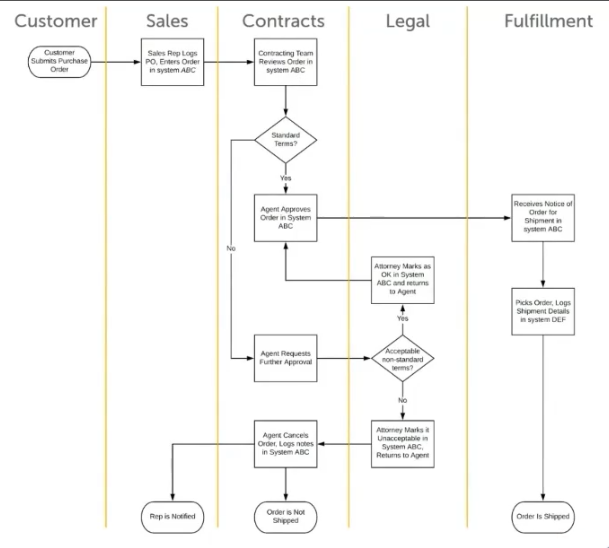 Customer
Sales
Contracts
Legal
Fulfillment
Customer
Submits Purchase
Order
Sales Rep Logs
PO, Enters Order
in system ABC
Contracting Team
Reviews Order in
system ABC
Standard
Terms?
Yes
No
Agent Approves
Order in System
ABC
Receives Notice of
Order for
Shipment in
system ABC
Attorney Marks as
OK in System
ABC and returns
to Agent
Picks Order, Logs
Shipment Details
in system DEF
Yes
Agent Requests
Further Approval
Acceptable
non-standard
terms?
No
Agent Cancels
Order, Logs notes
in System ABC
Attorney Marks it
Unacceptable in
System ABC,
Returns to Agent
Rep is Notified
Order is Not
Shipped
Order Is Shipped